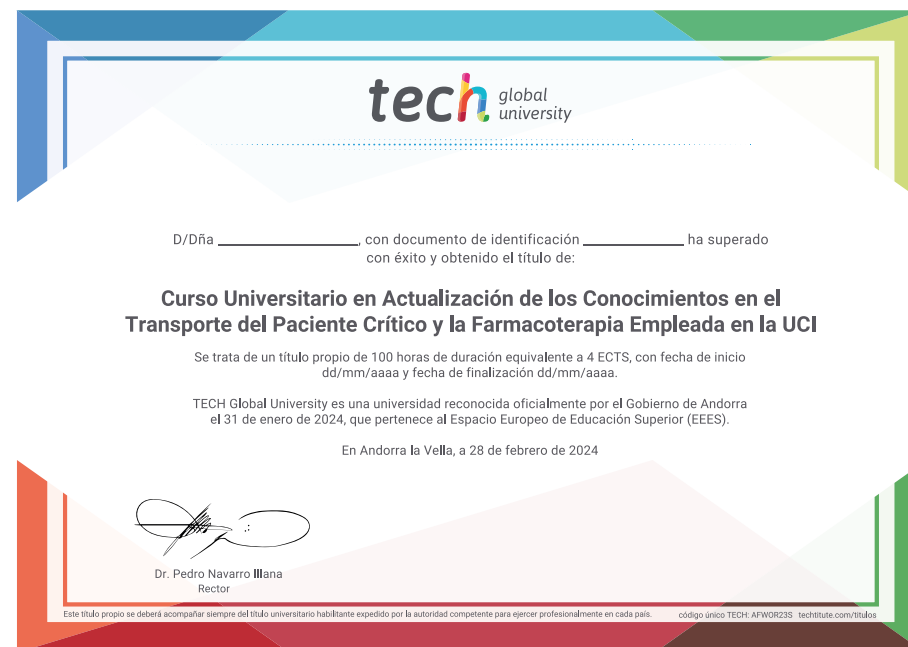 tech global university
D/Dña ____________________, con documento de identificación ______________ ha superado
con éxito y obtenido el título de:
Curso Universitario en Actualización de los Conocimientos en el
Transporte del Paciente Crítico y la Farmacoterapia Empleada en la UCI
Se trata de un título propio de 100 horas de duración equivalente a 4 ECTS, con fecha de inicio
dd/mm/aaaa y fecha de finalización dd/mm/aaaa.
TECH Global University es una universidad reconocida oficialmente por el Gobierno de Andorra
el 31 de enero de 2024, que pertenece al Espacio Europeo de Educación Superior (EEES).
En Andorra la Vella, a 28 de febrero de 2024
Dr. Pedro Navarro Illana
Rector
Este título propio se deberá acompañar siempre del título universitario habilitante expedido por la autoridad competente para ejercer profesionalmente en cada país. código único TECH: AFWOR23S techtitute.com/titulos